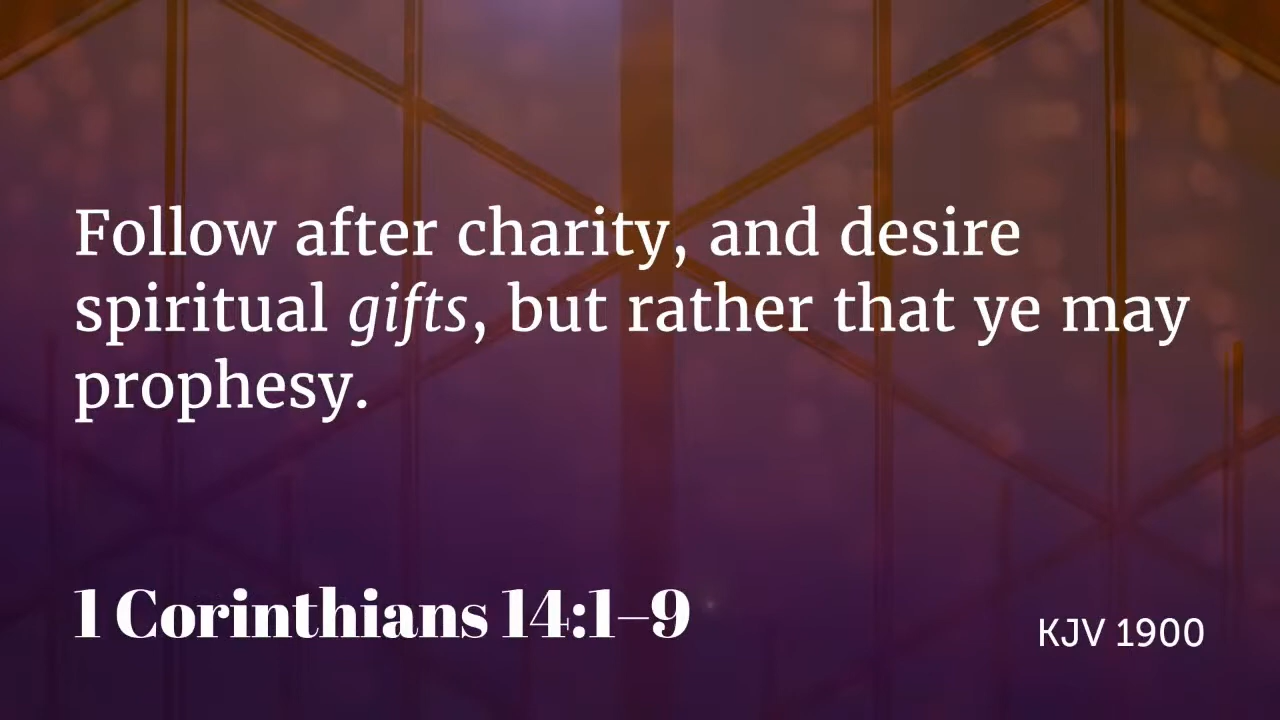 Follow after charity, and desire
spiritual gifts, but rather that ye may
prophesy.
1 Corinthians 14:1–9
KJV 1900